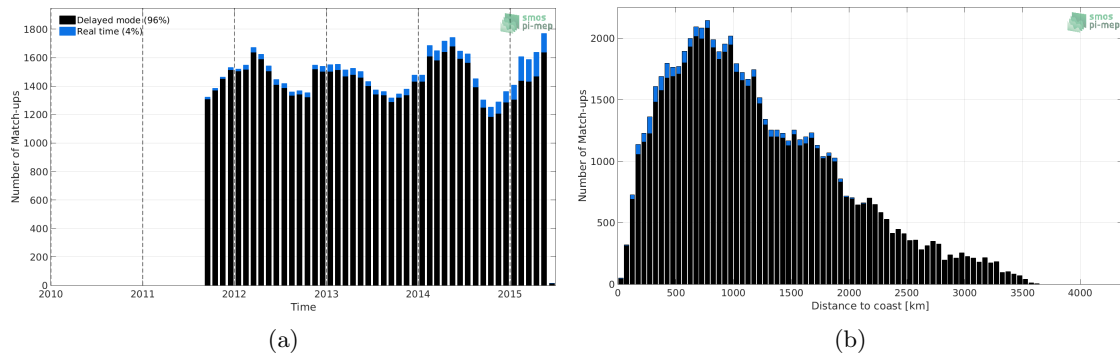 Delayed mode (96%)
Real time (4%)
smos
pi-mep
Number of Match-ups
1800
1600
1400
1200
1000
800
600
400
200
0
2010
2011
2012
2013
2014
2015
Time
(a)
smos
pi-mep
Number of Match-ups
2000
1500
1000
500
0
0
500
1000
1500
2000
2500
3000
3500
4000
Distance to coast [km]
(b)